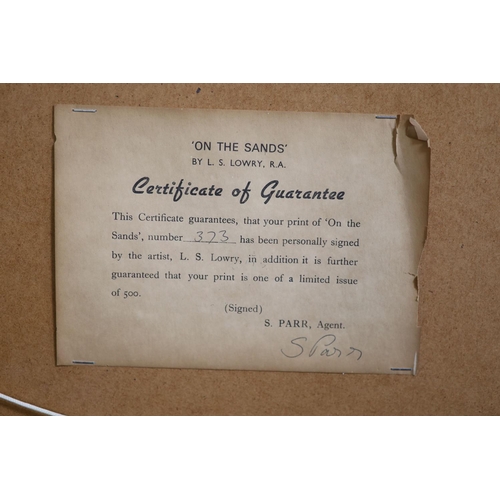 'ON THE SANDS'
BY L. S. LOWRY, R.A.
Certificate of Guarantee
This Certificate guarantees, that your print of 'On the
Sands', number 373 has been personally signed
by the artist, L. S. Lowry, in addition it is further
guaranteed that your print is one of a limited issue
of 500.
(Signed)
S. PARR, Agent.
S Parr